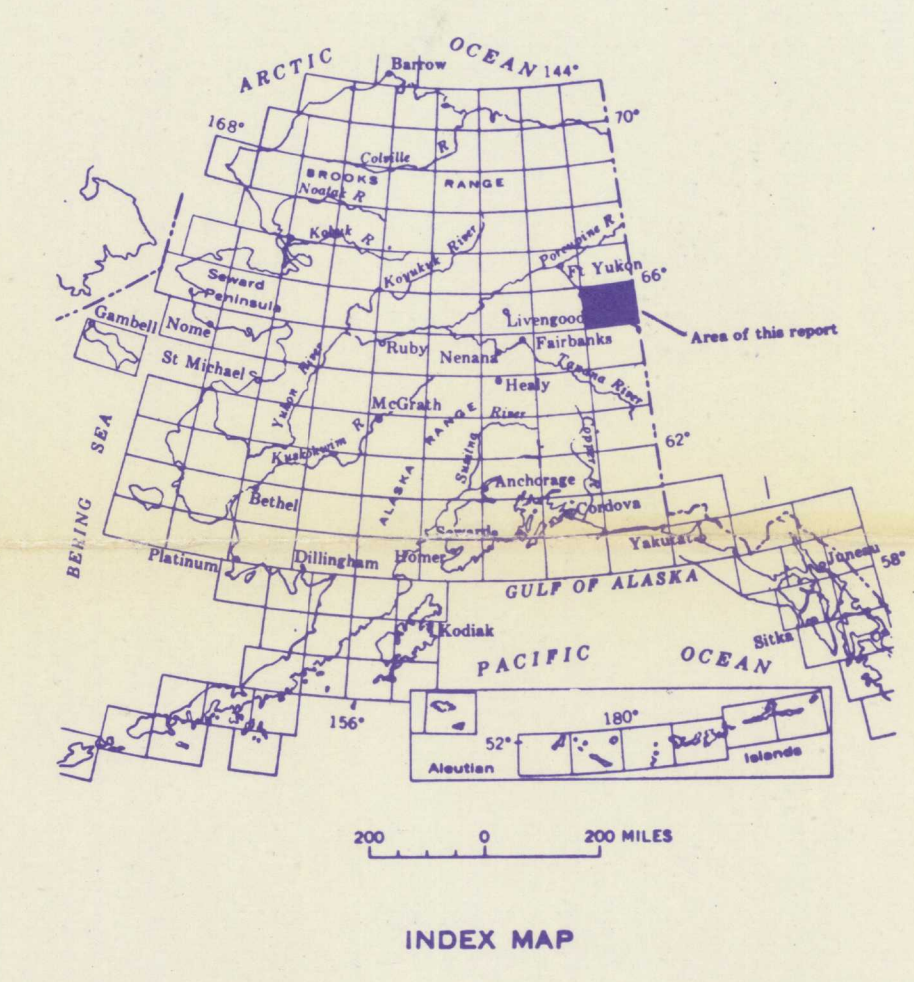 ARCTIC OCEAN
144°
Barrow
70°
168°
Colville R
BROOKS RANGE
Noatak R
Kobuk R
Koyukuk River
Porcupine R
Ft Yukon
66°
Seward
Peninsula
Livengood
Area of this report
Gambell
Nome
Ruby
Nenana
Fairbanks
St Michael
Healy
Tanana River
Yukon River
McGrath
ALASKA RANGE
Susina River
Copper R
62°
Kuskokwim R
BERING SEA
Bethel
Anchorage
Cordova
Sewards
Yakutat
Platinum
Dillingham
Homer
Juneau
58°
GULF OF ALASKA
Kodiak
Sitka
PACIFIC OCEAN
156°
180°
52°
Aleutian
Islands
200 0 200 MILES
INDEX MAP